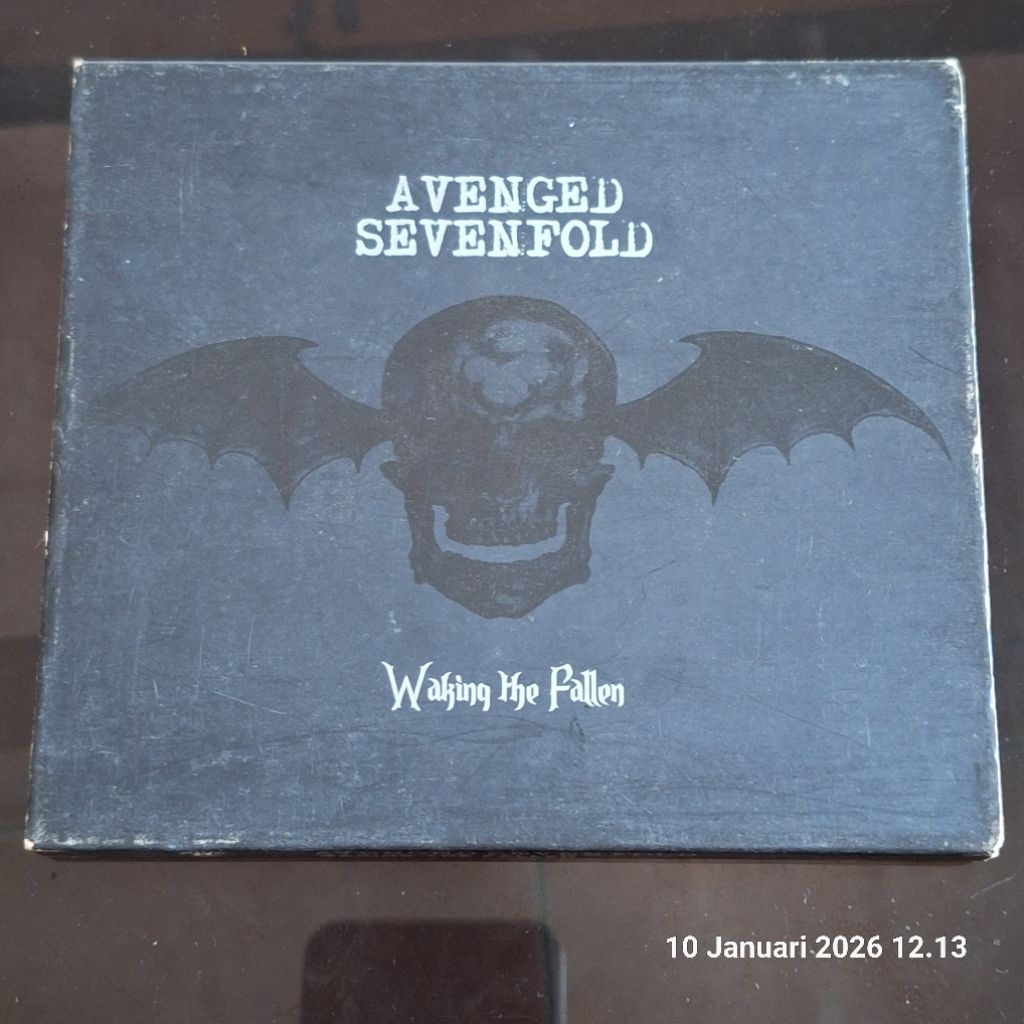 AVENGED
SEVENFOLD
Waking the Fallen
10 Januari 2026 12.13